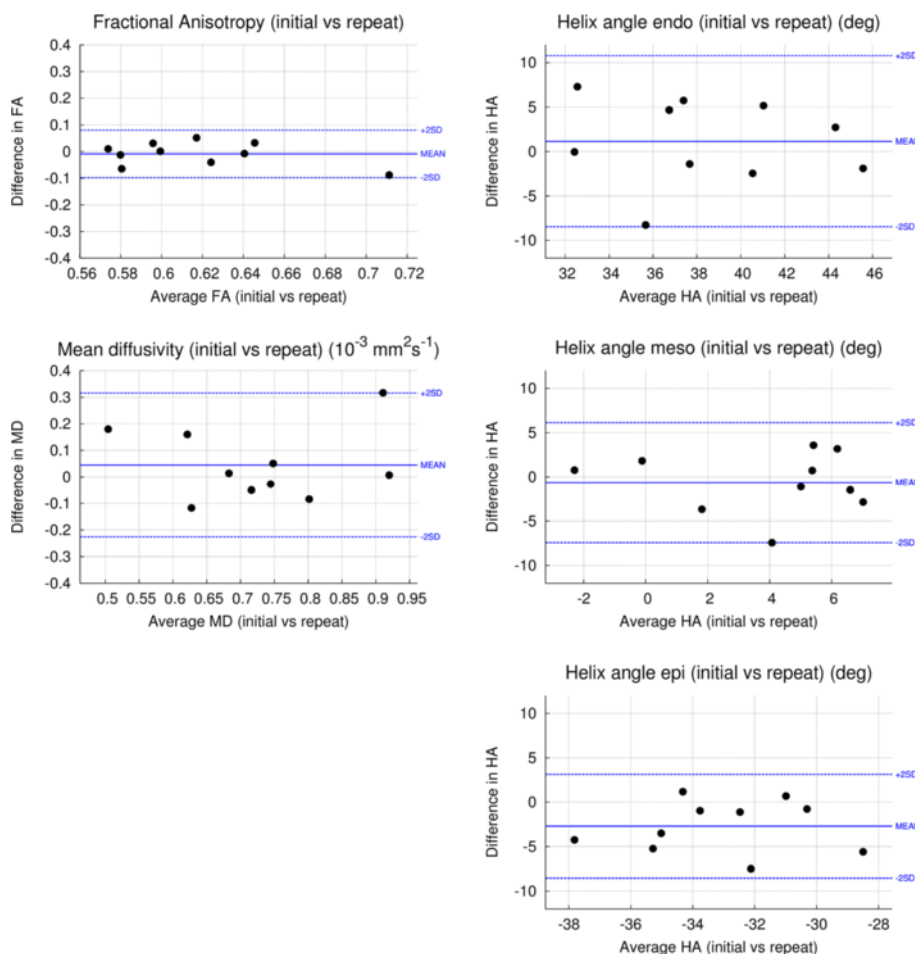 Fractional Anisotropy (initial vs repeat)
0.4
0.3
0.2
0.1
0
-0.1
-0.2
-0.3
-0.4
Difference in FA
+2SD
MEAN
-2SD
0.56 0.58 0.6 0.62 0.64 0.66 0.68 0.7 0.72
Average FA (initial vs repeat)
Helix angle endo (initial vs repeat) (deg)
10
5
0
-5
-10
Difference in HA
+2SD
MEAN
-2SD
32 34 36 38 40 42 44 46
Average HA (initial vs repeat)
Mean diffusivity (initial vs repeat) (10⁻³ mm²s⁻¹)
0.4
0.3
0.2
0.1
0
-0.1
-0.2
-0.3
-0.4
Difference in MD
+2SD
MEAN
-2SD
0.5 0.55 0.6 0.65 0.7 0.75 0.8 0.85 0.9 0.95
Average MD (initial vs repeat)
Helix angle meso (initial vs repeat) (deg)
10
5
0
-5
-10
Difference in HA
+2SD
MEAN
-2SD
-2 0 2 4 6
Average HA (initial vs repeat)
Helix angle epi (initial vs repeat) (deg)
10
5
0
-5
-10
Difference in HA
+2SD
MEAN
-2SD
-38 -36 -34 -32 -30 -28
Average HA (initial vs repeat)